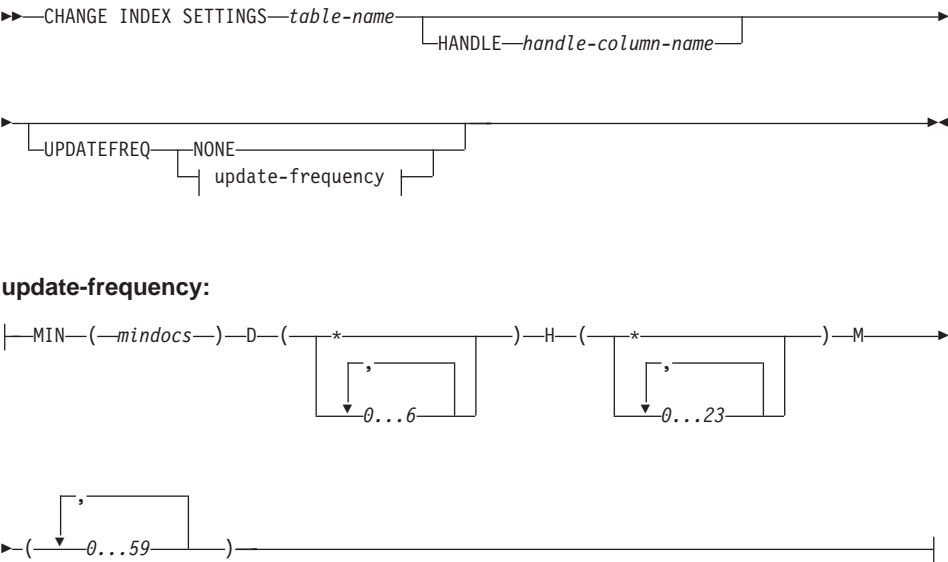 CHANGE INDEX SETTINGS table-name
HANDLE handle-column-name
UPDATEFREQ NONE
update-frequency
update-frequency:
MIN ( mindocs ) D ( * ) H ( * ) M
, ,
0...6 0...23
,
( 0...59 )